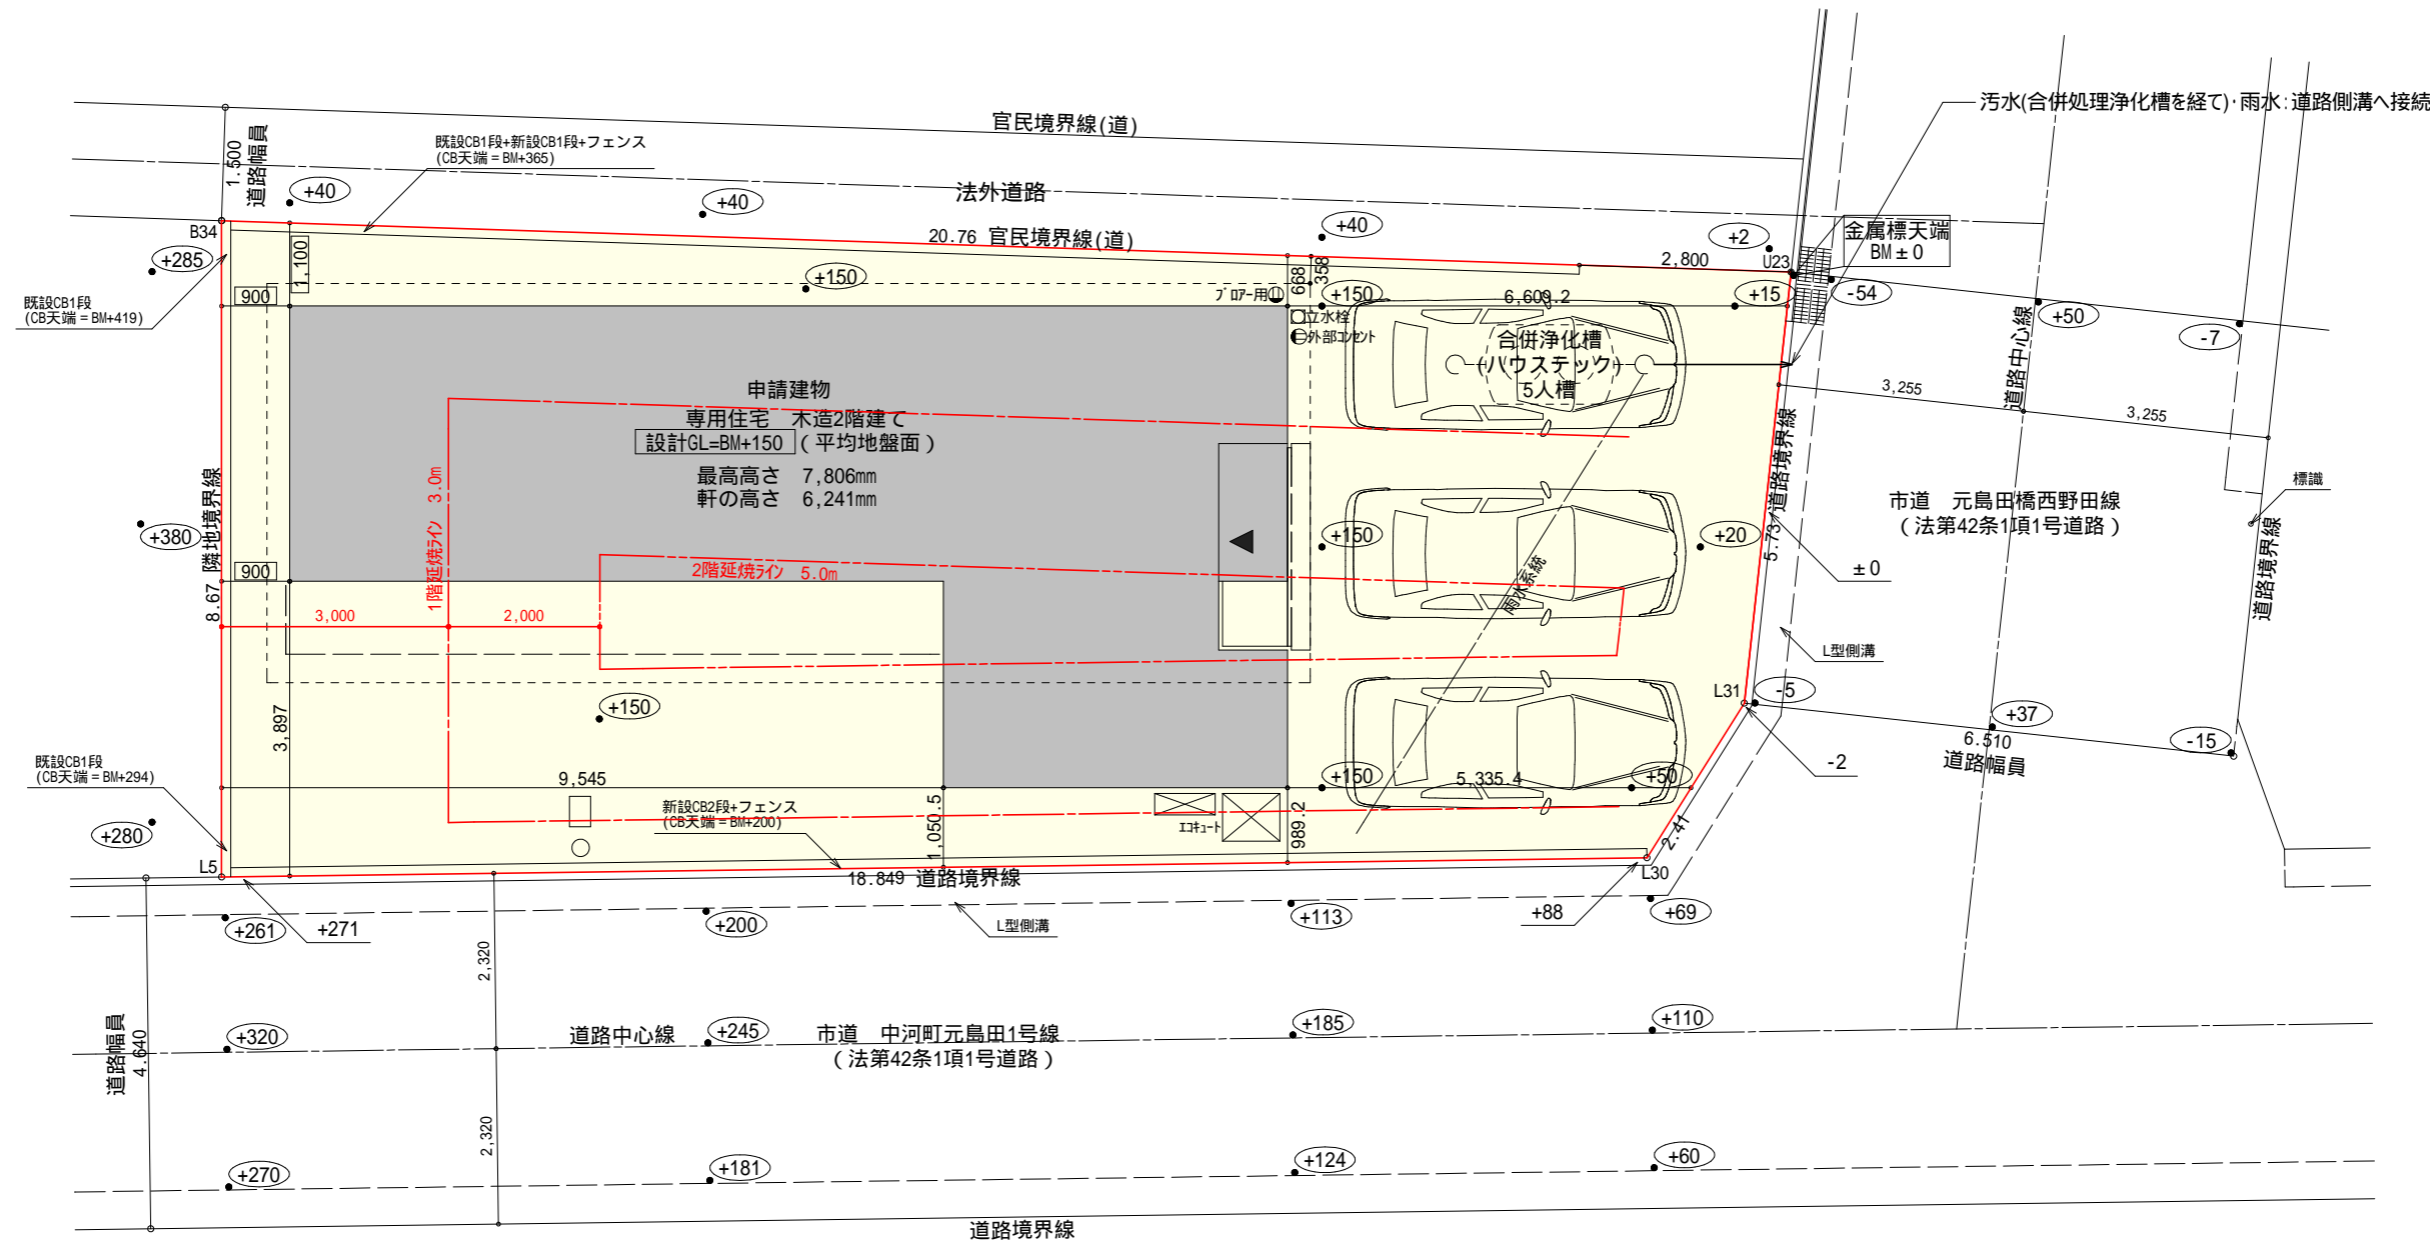 汚水(合併処理浄化槽を経て)･雨水：道路側溝へ接続
官民境界線(道)
既設CB1段+新設CB1段+フェンス
(CB天端＝BM+365)
1.500
道路幅員
+40
+40
法外道路
+40
+2
金属標天端
BM±0
B34
20.76 官民境界線(道)
2,800
U23
+285
1,100
668
358
+150
+150
+15
-54
+50
-7
既設CB1段
(CB天端＝BM+419)
900
ブロアー用
6,609.2
立水栓
外部コンセント
合併浄化槽
(ハウステック)
5人槽
道路中心線
3,255
3,255
申請建物
専用住宅　木造2階建て
設計GL=BM+150
(平均地盤面)
最高高さ　7,806mm
軒の高さ　6,241mm
1階延焼ライン　3.0m
隣地境界線
8.67
+380
+150
+20
5.73
道路境界線
市道　元島田橋西野田線
(法第42条1項1号道路)
標識
道路境界線
900
2階延焼ライン　5.0m
雨水系統
±0
3,000
2,000
L型側溝
L31
-5
+150
3,897
+37
6.510
道路幅員
-15
-2
既設CB1段
(CB天端＝BM+294)
9,545
+150
5,335.4
+50
新設CB2段+フェンス
(CB天端＝BM+200)
1,050.5
エコキュート
989.2
2.41
+280
L5
18.849 道路境界線
L30
+261
+271
+200
L型側溝
+113
+88
+69
2,320
道路幅員
4.640
+320
道路中心線
+245
市道　中河町元島田1号線
(法第42条1項1号道路)
+185
+110
2,320
+270
+181
+124
+60
道路境界線